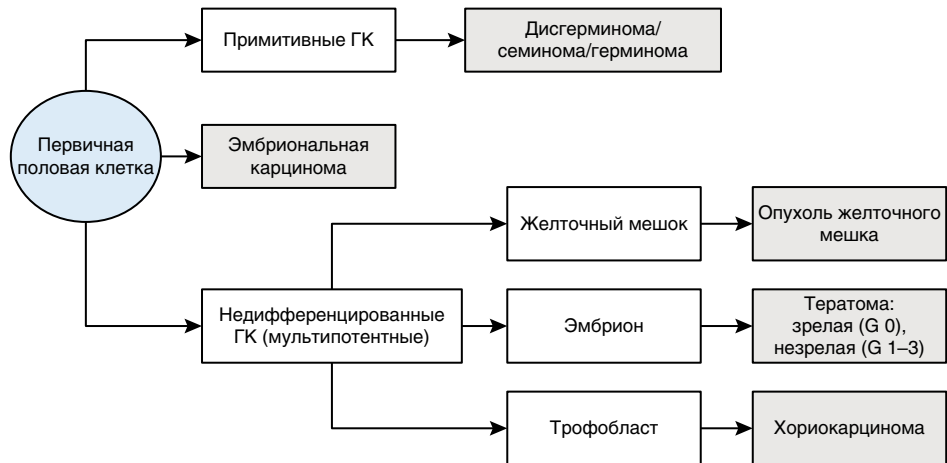 Примитивные ГК
Дисгерминома/
семинома/герминома
Первичная
половая клетка
Эмбриональная
карцинома
Желточный мешок
Опухоль желточного
мешка
Недифференцированные
ГК (мультипотентные)
Эмбрион
Тератома:
зрелая (G 0),
незрелая (G 1–3)
Трофобласт
Хориокарцинома